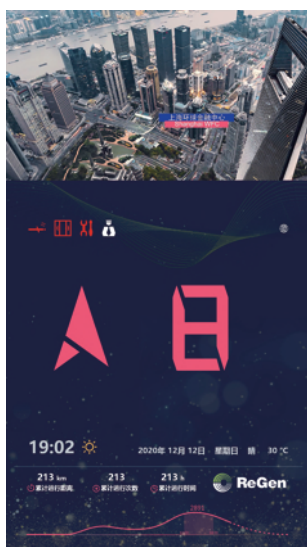 上海环球金融中心
Shanghai WFC
8
19:02
2020年 12月 12日 星期日 晴 30 °C
213 km 213 213 h
累计运行距离 累计运行次数 累计运行时间
ReGen
2895